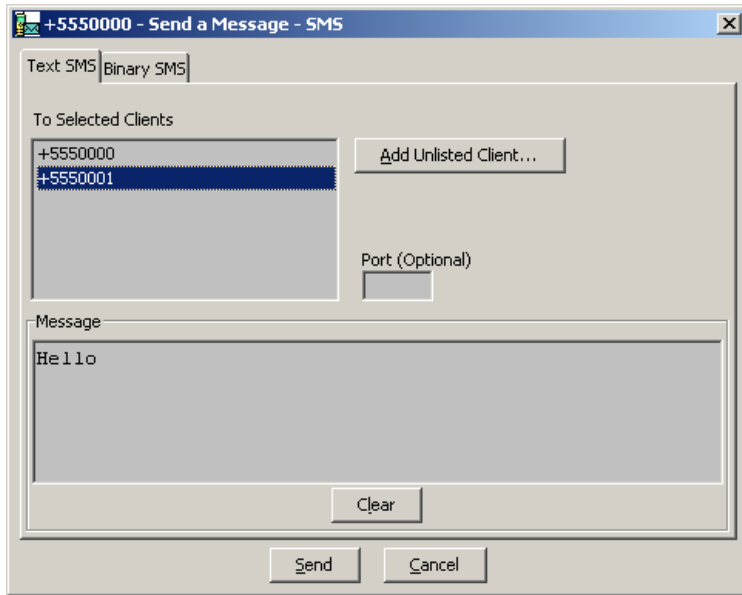 +5550000 - Send a Message - SMS
Text SMS
Binary SMS
To Selected Clients
+5550000
+5550001
Add Unlisted Client...
Port (Optional)
Message
Hello
Clear
Send
Cancel